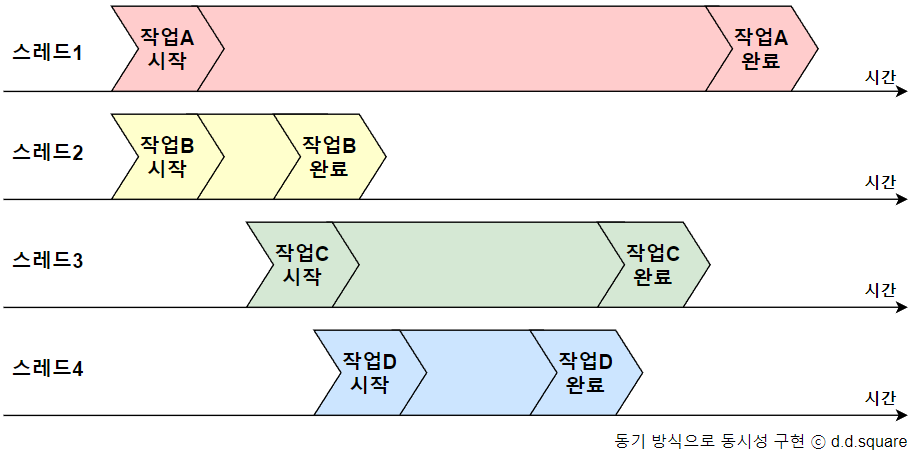 스레드1
작업A
시작
작업A
완료
시간
스레드2
작업B
시작
작업B
완료
시간
스레드3
작업C
시작
작업C
완료
시간
스레드4
작업D
시작
작업D
완료
시간
동기 방식으로 동시성 구현 ⓒ d.d.square